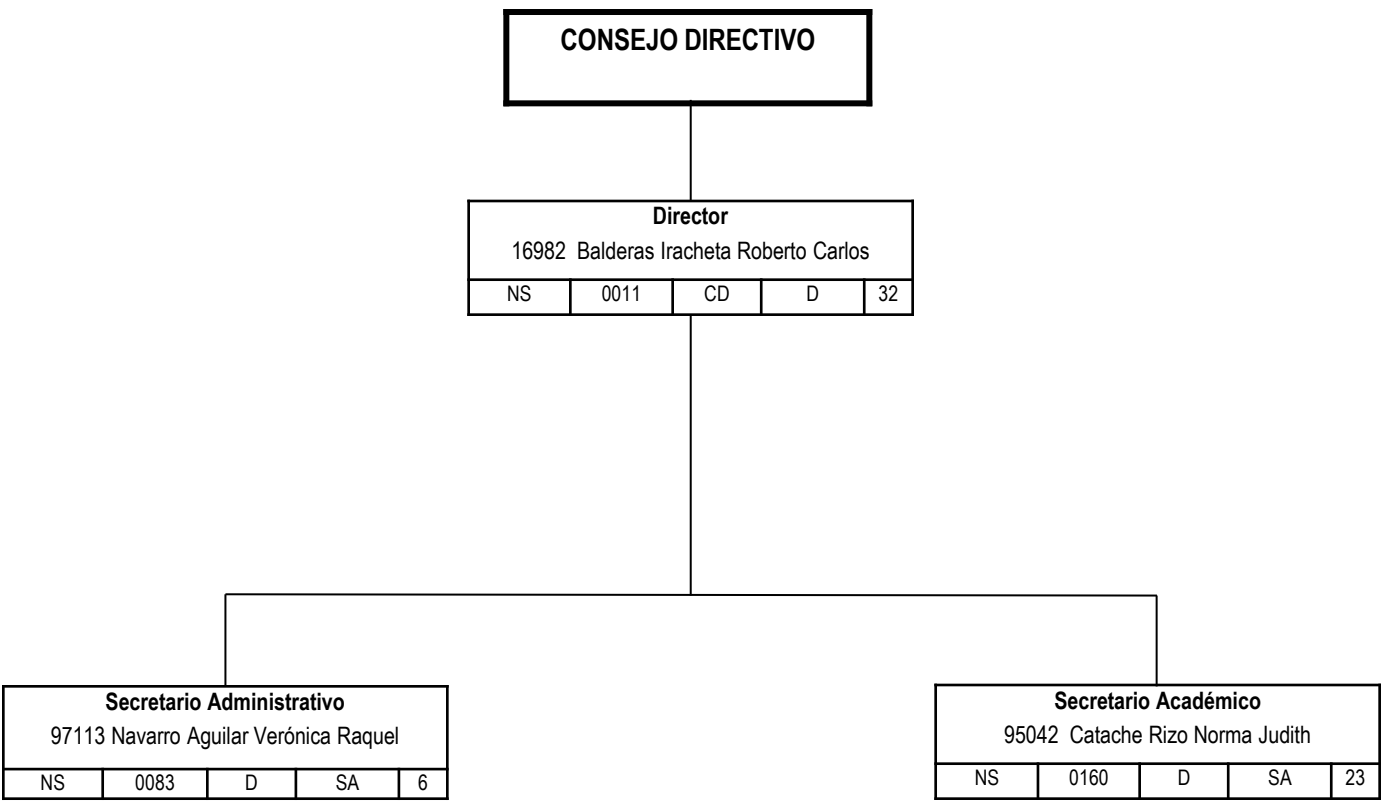 CONSEJO DIRECTIVO
Director
16982 Balderas Iracheta Roberto Carlos
NS 0011 CD D 32
Secretario Administrativo
97113 Navarro Aguilar Verónica Raquel
NS 0083 D SA 6
Secretario Académico
95042 Catache Rizo Norma Judith
NS 0160 D SA 23